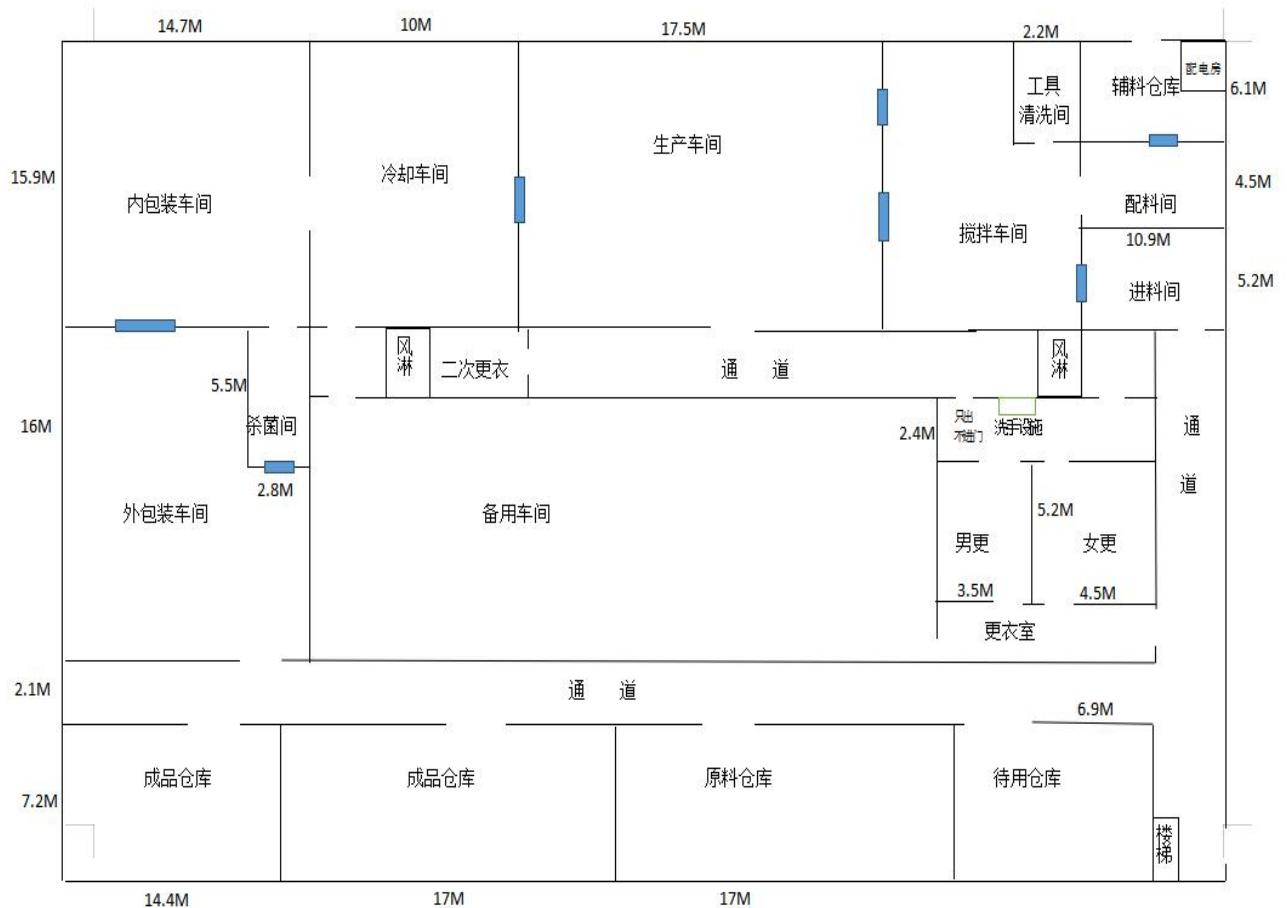 14.7M
10M
17.5M
2.2M
配电房
工具
清洗间
辅料仓库
6.1M
生产车间
冷却车间
15.9M
4.5M
内包装车间
搅拌车间
配料间
10.9M
进料间
5.2M
风
淋
二次更衣
通 道
风
淋
5.5M
杀菌间
16M
2.4M
只出
不进门
洗手设施
通
道
2.8M
外包装车间
备用车间
5.2M
男更
女更
3.5M
4.5M
更衣室
2.1M
通 道
6.9M
成品仓库
成品仓库
原料仓库
待用仓库
7.2M
楼
梯
14.4M
17M
17M